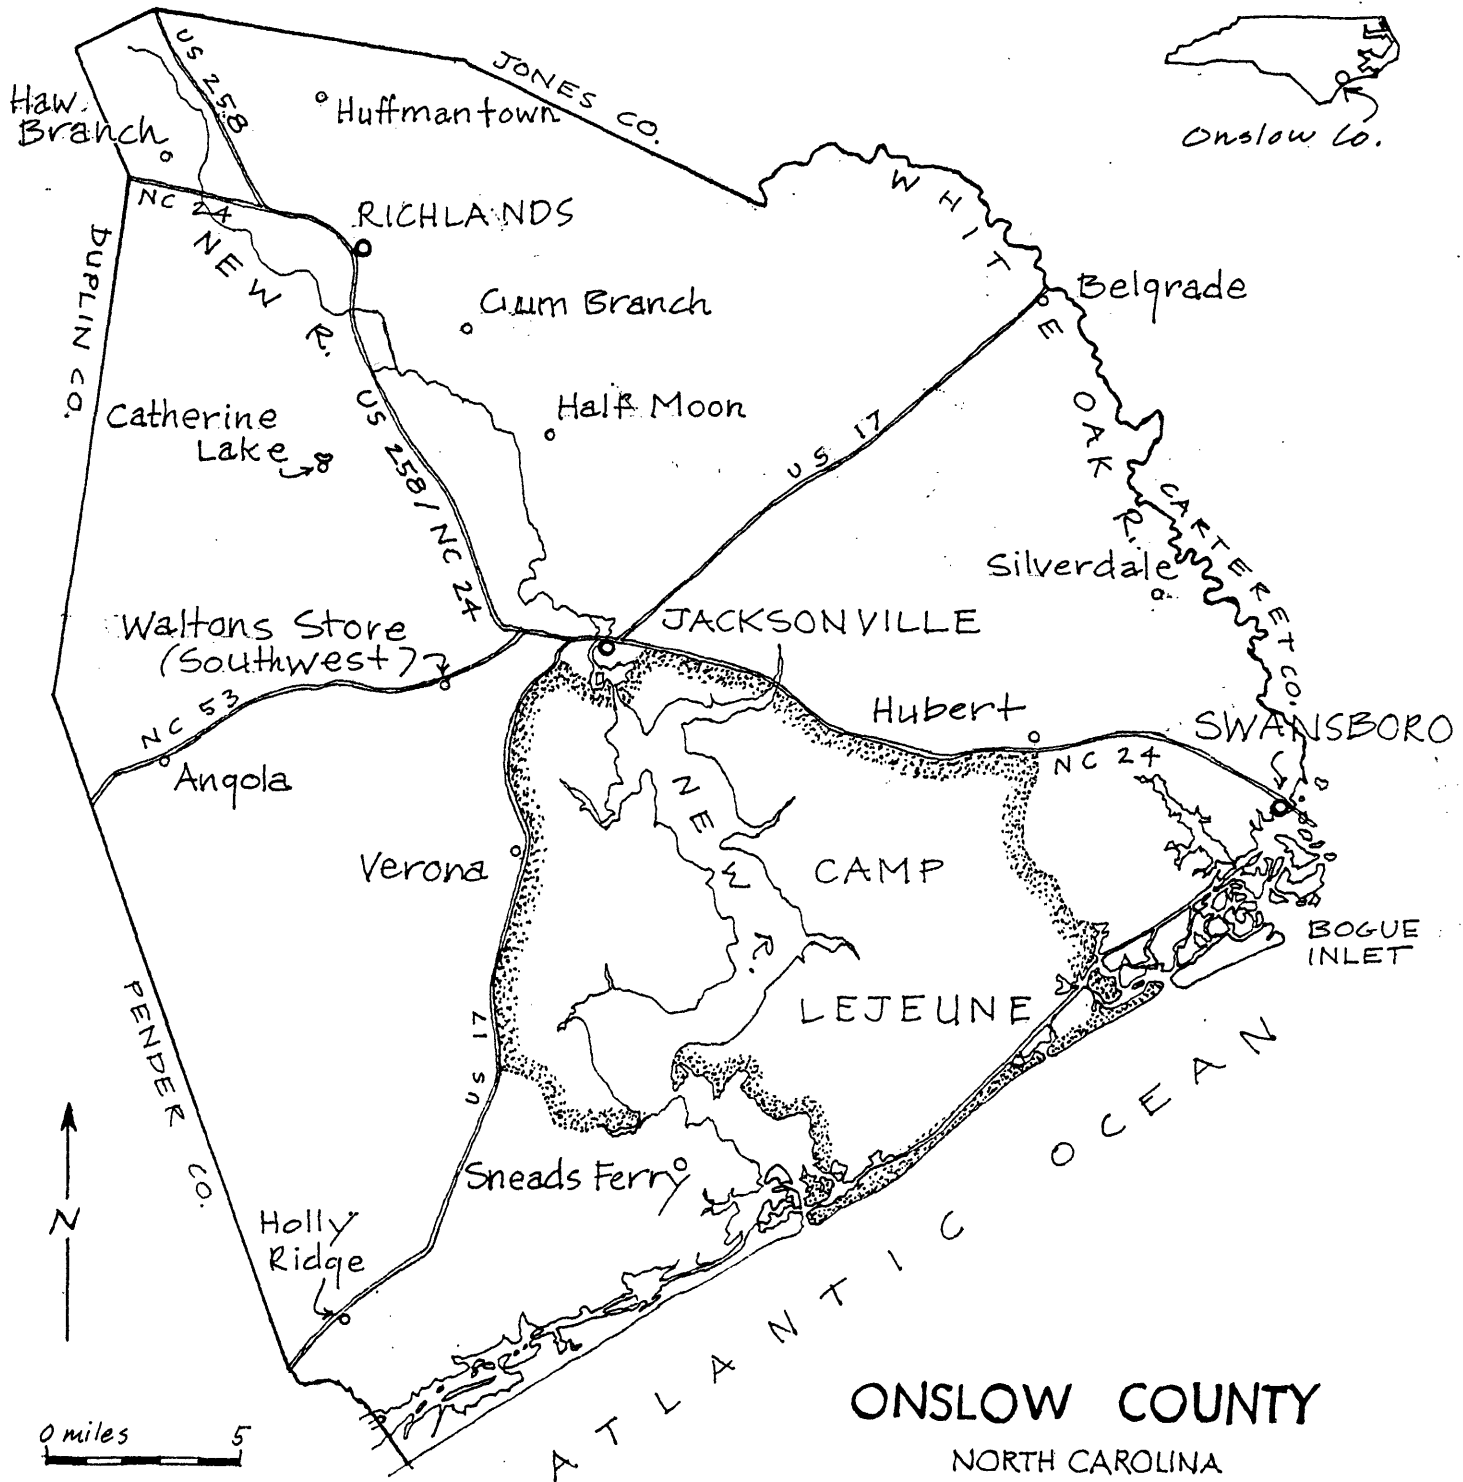 JONES CO.
US 258
Haw
Branch
Huffmantown
Onslow Co.
NC 24
RICHLANDS
WHITE OAK R.
NEW R.
DUPLIN CO.
Gum Branch
Belgrade
Catherine
Lake
US 258/NC 24
Half Moon
US 17
CARTERET CO.
Silverdale
Waltons Store
(Southwest)
JACKSONVILLE
NC 53
Angola
Hubert
SWANSBORO
NC 24
NEW R.
Verona
CAMP
LEJEUNE
BOGUE
INLET
PENDER CO.
US 17
Sneads Ferry
Holly
Ridge
N
ATLANTIC OCEAN
0 miles 5
ONSLOW COUNTY
NORTH CAROLINA